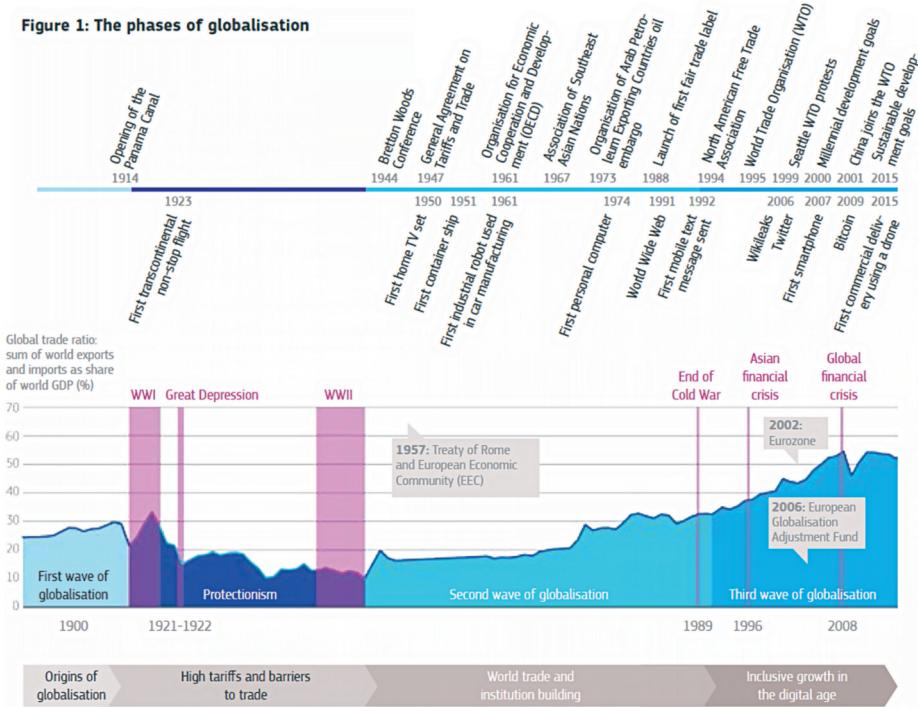 Figure 1: The phases of globalisation
Opening of the
Panama Canal
Bretton Woods
Conference
General Agreement on
Tariffs and Trade
Organisation for Economic
Cooperation and Develop-
ment (OECD)
Association of Southeast
Asian Nations
Organisation of Arab Petro-
leum Exporting Countries oil
embargo
Launch of first fair trade label
North American Free Trade
Association
World Trade Organisation (WTO)
Seattle WTO protests
Millennial development goals
China joins the WTO
Sustainable develop-
ment goals
1914 1944 1947 1961 1967 1973 1988 1994 1995 1999 2000 2001 2015
1923 1950 1951 1961 1974 1991 1992 2006 2007 2009 2015
First transcontinental
non-stop flight
First home TV set
First container ship
First industrial robot used
in car manufacturing
First personal computer
World Wide Web
First mobile text
message sent
Wikileaks
Twitter
First smartphone
Bitcoin
First commercial deliv-
ery using a drone
Global trade ratio:
sum of world exports
and imports as share
of world GDP (%)
WWI Great Depression WWII
End of
Cold War
Asian
financial
crisis
Global
financial
crisis
70
60
50
40
30
20
10
0
1957: Treaty of Rome
and European Economic
Community (EEC)
2002:
Eurozone
2006: European
Globalisation
Adjustment Fund
First wave of
globalisation
Protectionism
Second wave of globalisation
Third wave of globalisation
1900 1921-1922 1989 1996 2008
Origins of
globalisation
High tariffs and barriers
to trade
World trade and
institution building
Inclusive growth in
the digital age